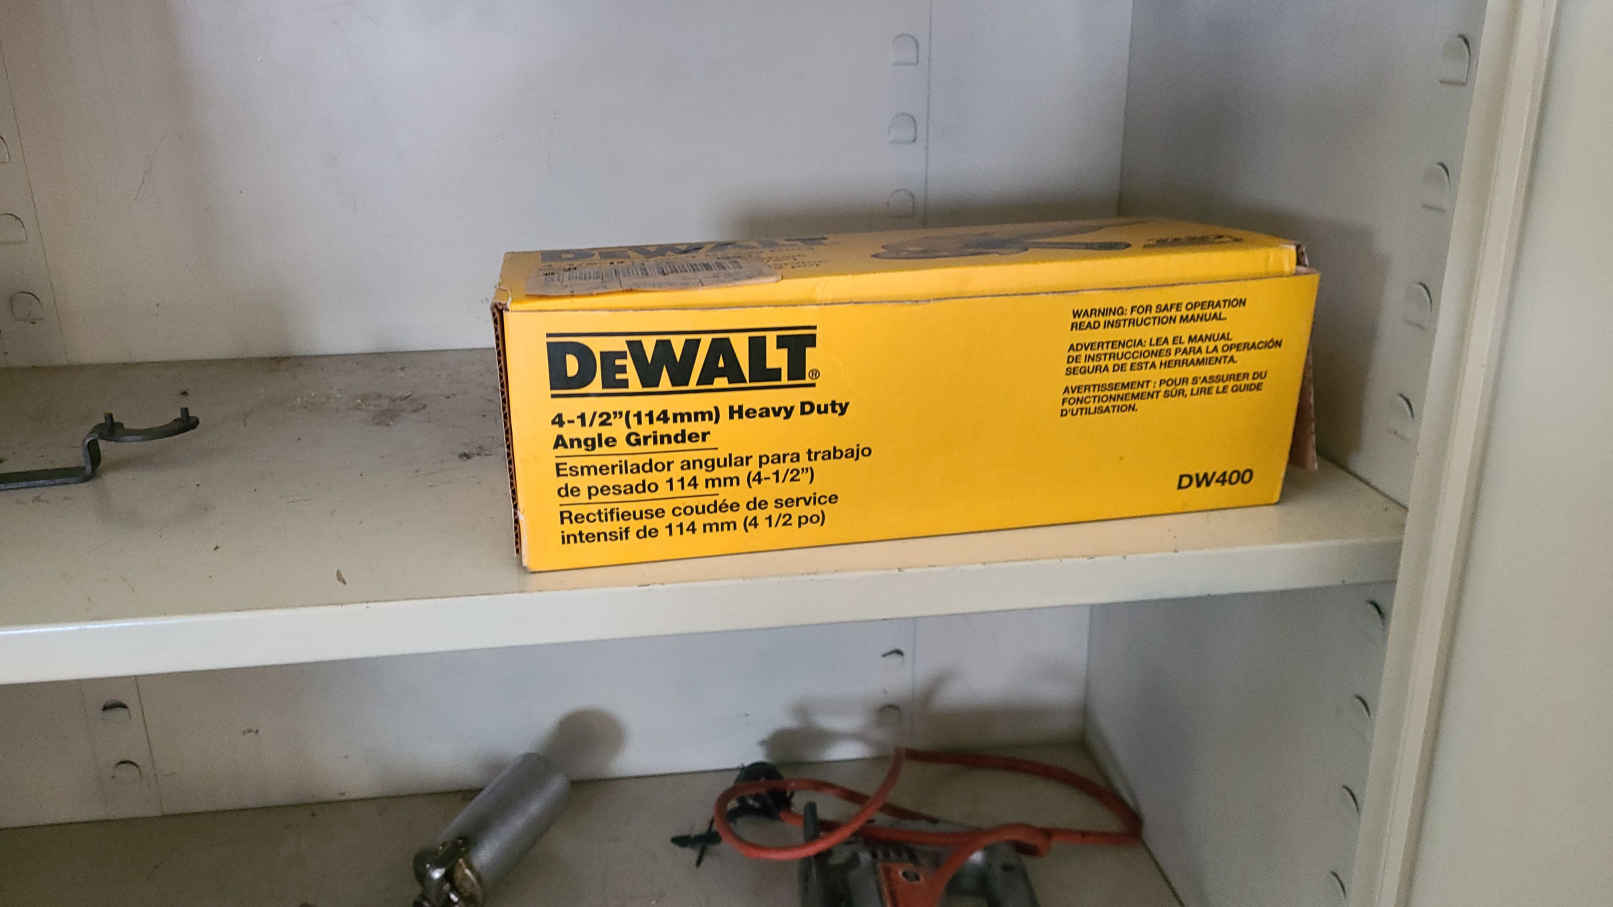 DEWALT
DEWALT®
4-1/2”(114mm) Heavy Duty
Angle Grinder
Esmerilador angular para trabajo
de pesado 114 mm (4-1/2”)
Rectifieuse coudée de service
intensif de 114 mm (4 1/2 po)
WARNING: FOR SAFE OPERATION
READ INSTRUCTION MANUAL.
ADVERTENCIA: LEA EL MANUAL
DE INSTRUCCIONES PARA LA OPERACIÓN
SEGURA DE ESTA HERRAMIENTA.
AVERTISSEMENT : POUR S'ASSURER DU
FONCTIONNEMENT SÛR, LIRE LE GUIDE
D'UTILISATION.
DW400